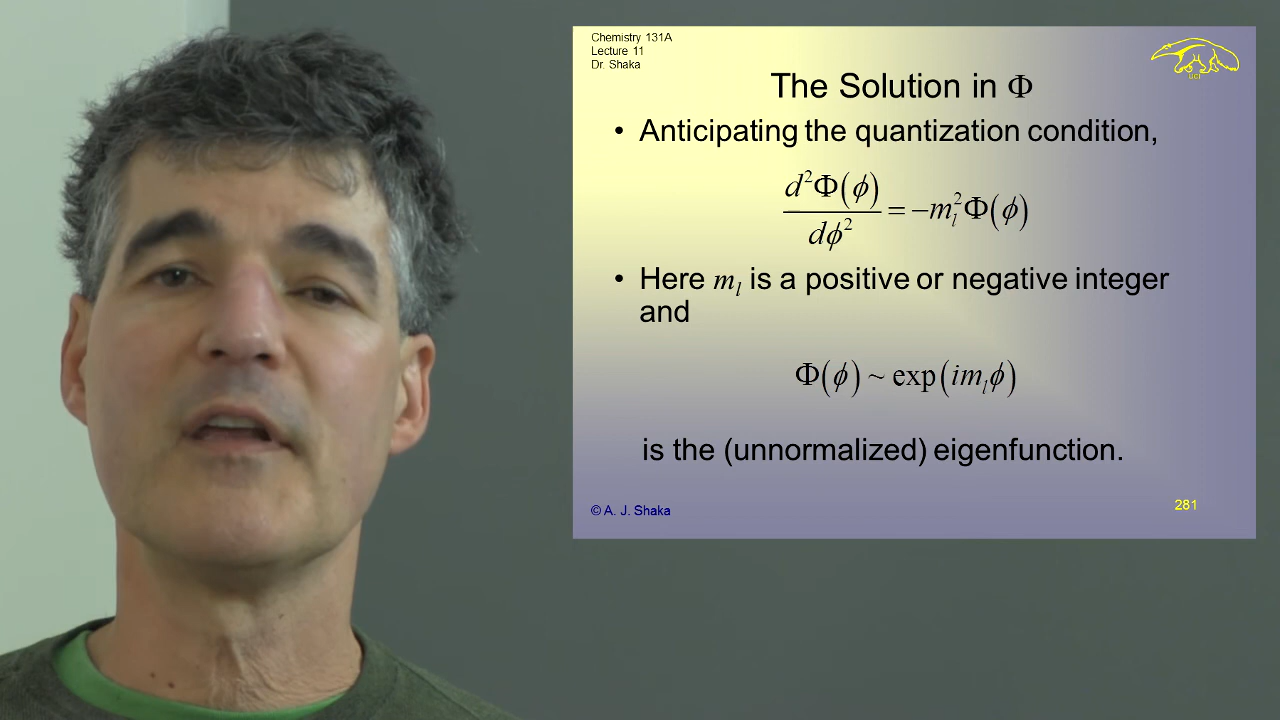 Chemistry 131A
Lecture 11
Dr. Shaka
UCI
The Solution in Φ
• Anticipating the quantization condition,
d²Φ(ϕ)/dϕ² = −m_l²Φ(ϕ)
• Here m_l is a positive or negative integer
and
Φ(ϕ) ~ exp(im_lϕ)
is the (unnormalized) eigenfunction.
© A. J. Shaka
281